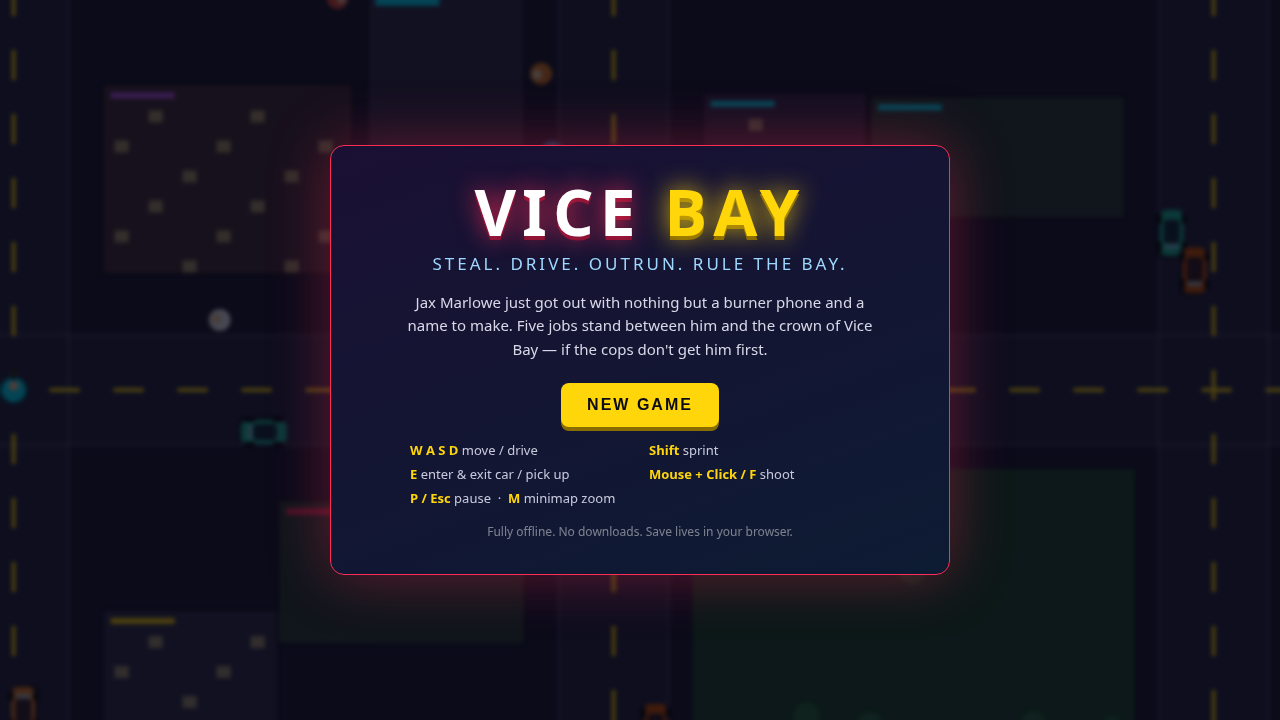 VICE BAY
STEAL. DRIVE. OUTRUN. RULE THE BAY.
Jax Marlowe just got out with nothing but a burner phone and a
name to make. Five jobs stand between him and the crown of Vice
Bay — if the cops don't get him first.
NEW GAME
W A S D move / drive
Shift sprint
E enter & exit car / pick up
Mouse + Click / F shoot
P / Esc pause · M minimap zoom
Fully offline. No downloads. Save lives in your browser.